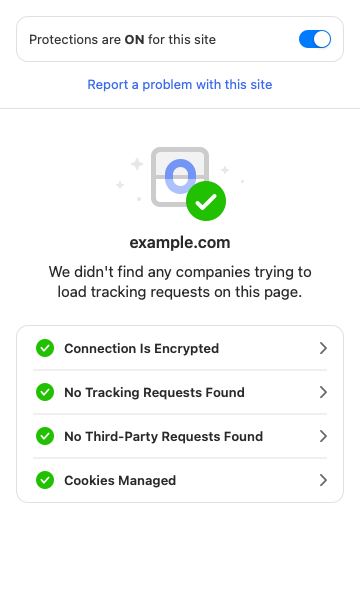 Protections are ON for this site
Report a problem with this site
example.com
We didn't find any companies trying to
load tracking requests on this page.
Connection Is Encrypted
No Tracking Requests Found
No Third-Party Requests Found
Cookies Managed